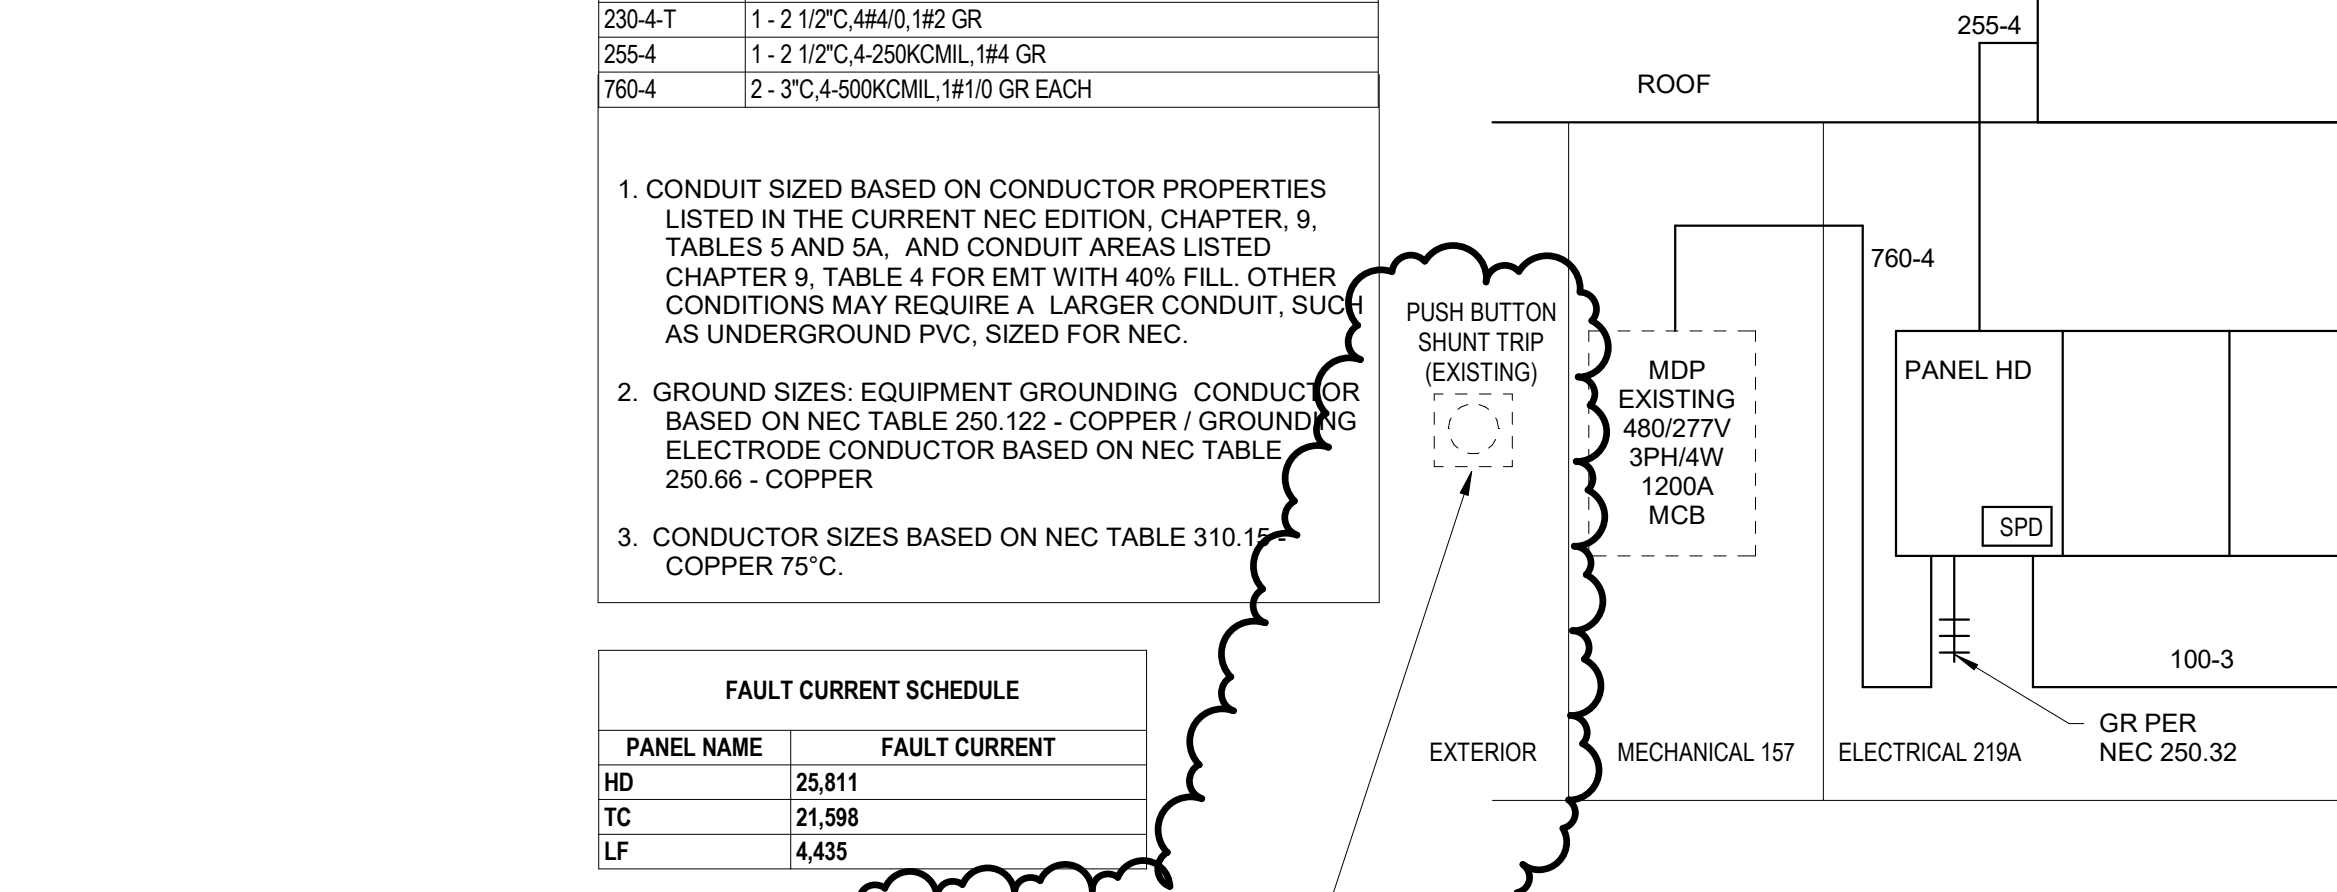 230-4-T 1 - 2 1/2"C,4#4/0,1#2 GR
255-4 1 - 2 1/2"C,4-250KCMIL,1#4 GR
760-4 2 - 3"C,4-500KCMIL,1#1/0 GR EACH
1. CONDUIT SIZED BASED ON CONDUCTOR PROPERTIES
LISTED IN THE CURRENT NEC EDITION, CHAPTER, 9,
TABLES 5 AND 5A, AND CONDUIT AREAS LISTED
CHAPTER 9, TABLE 4 FOR EMT WITH 40% FILL. OTHER
CONDITIONS MAY REQUIRE A LARGER CONDUIT, SUCH
AS UNDERGROUND PVC, SIZED FOR NEC.
2. GROUND SIZES: EQUIPMENT GROUNDING CONDUCTOR
BASED ON NEC TABLE 250.122 - COPPER / GROUNDING
ELECTRODE CONDUCTOR BASED ON NEC TABLE
250.66 - COPPER
3. CONDUCTOR SIZES BASED ON NEC TABLE 310.15 -
COPPER 75°C.
FAULT CURRENT SCHEDULE
PANEL NAME FAULT CURRENT
HD 25,811
TC 21,598
LF 4,435
255-4
ROOF
760-4
PUSH BUTTON
SHUNT TRIP
(EXISTING)
MDP
EXISTING
480/277V
3PH/4W
1200A
MCB
PANEL HD
SPD
100-3
GR PER
NEC 250.32
EXTERIOR
MECHANICAL 157
ELECTRICAL 219A